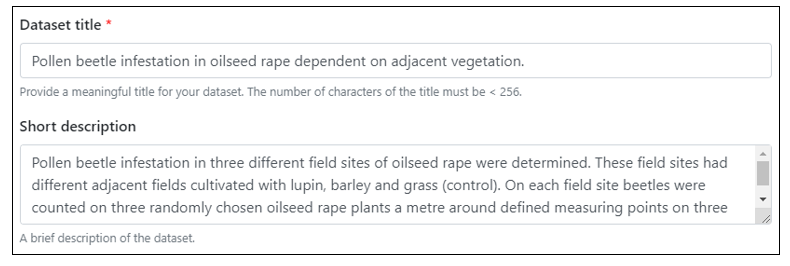 Dataset title *
Pollen beetle infestation in oilseed rape dependent on adjacent vegetation.
Provide a meaningful title for your dataset. The number of characters of the title must be < 256.
Short description
Pollen beetle infestation in three different field sites of oilseed rape were determined. These field sites had
different adjacent fields cultivated with lupin, barley and grass (control). On each field site beetles were
counted on three randomly chosen oilseed rape plants a metre around defined measuring points on three
A brief description of the dataset.